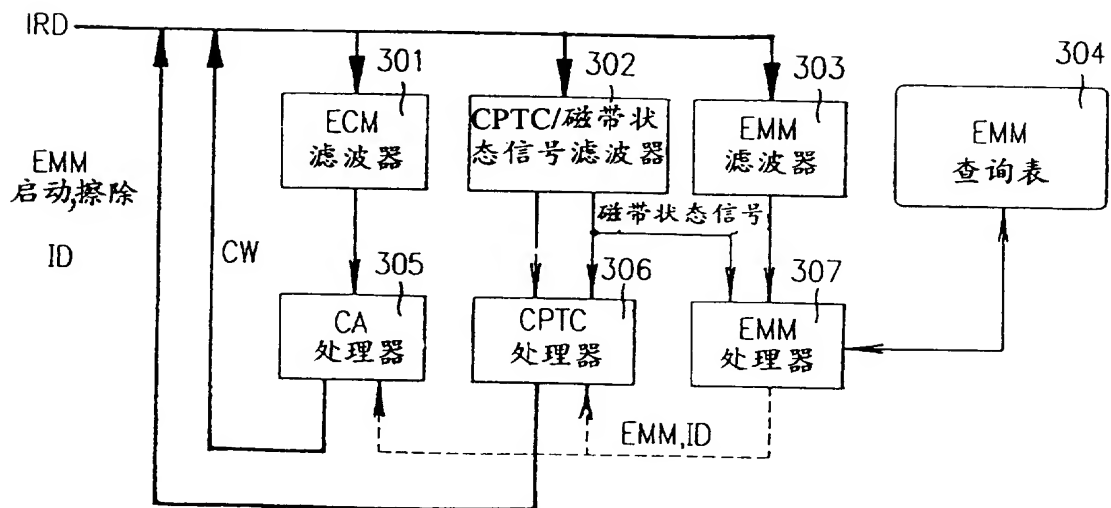 IRD
301
302
303
304
ECM
滤波器
CPTC/磁带状
态信号滤波器
EMM
滤波器
EMM
查询表
EMM
启动,擦除
ID
CW
磁带状态信号
305
306
307
CA
处理器
CPTC
处理器
EMM
处理器
EMM,ID